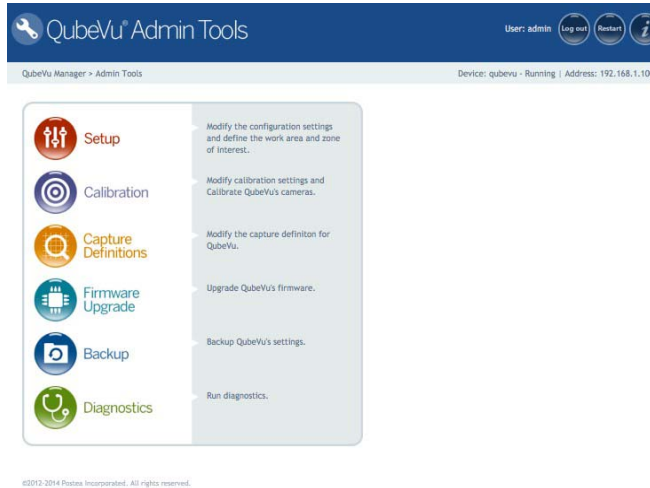 QubeVu® Admin Tools
User: admin
Log out
Restart
i
QubeVu Manager > Admin Tools
Device: qubevu - Running | Address: 192.168.1.10
Setup
Modify the configuration settings
and define the work area and zone
of interest.
Calibration
Modify calibration settings and
Calibrate QubeVu's cameras.
Capture
Definitions
Modify the capture definiton for
QubeVu.
Firmware
Upgrade
Upgrade QubeVu's firmware.
Backup
Backup QubeVu's settings.
Diagnostics
Run diagnostics.
©2012-2014 Postea Incorporated. All rights reserved.